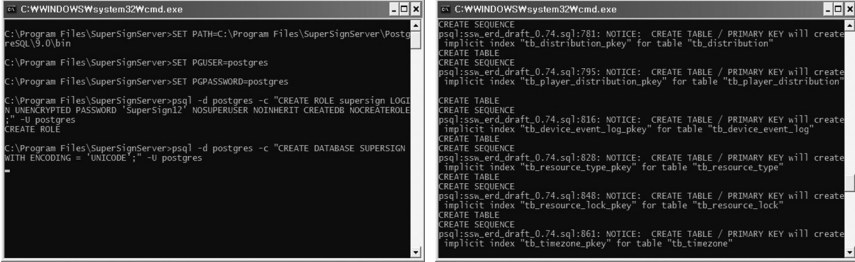 C:₩WINDOWS₩system32₩cmd.exe
C:\Program Files\SuperSignServer>SET PATH=C:\Program Files\SuperSignServer\Postg
reSQL\9.0\bin
C:\Program Files\SuperSignServer>SET PGUSER=postgres
C:\Program Files\SuperSignServer>SET PGPASSWORD=postgres
C:\Program Files\SuperSignServer>psql -d postgres -c "CREATE ROLE supersign LOGI
N UNENCRYPTED PASSWORD 'SuperSign12' NOSUPERUSER NOINHERIT CREATEDB NOCREATEROLE
;" -U postgres
CREATE ROLE
C:\Program Files\SuperSignServer>psql -d postgres -c "CREATE DATABASE SUPERSIGN
WITH ENCODING = 'UNICODE';" -U postgres
C:₩WINDOWS₩system32₩cmd.exe
CREATE SEQUENCE
psql:ssw_erd_draft_0.74.sql:781: NOTICE:  CREATE TABLE / PRIMARY KEY will create
implicit index "tb_distribution_pkey" for table "tb_distribution"
CREATE TABLE
CREATE SEQUENCE
psql:ssw_erd_draft_0.74.sql:795: NOTICE:  CREATE TABLE / PRIMARY KEY will create
implicit index "tb_player_distribution_pkey" for table "tb_player_distribution"
CREATE TABLE
CREATE SEQUENCE
psql:ssw_erd_draft_0.74.sql:816: NOTICE:  CREATE TABLE / PRIMARY KEY will create
implicit index "tb_device_event_log_pkey" for table "tb_device_event_log"
CREATE TABLE
CREATE SEQUENCE
psql:ssw_erd_draft_0.74.sql:828: NOTICE:  CREATE TABLE / PRIMARY KEY will create
implicit index "tb_resource_type_pkey" for table "tb_resource_type"
CREATE TABLE
CREATE SEQUENCE
psql:ssw_erd_draft_0.74.sql:848: NOTICE:  CREATE TABLE / PRIMARY KEY will create
implicit index "tb_resource_lock_pkey" for table "tb_resource_lock"
CREATE TABLE
CREATE SEQUENCE
psql:ssw_erd_draft_0.74.sql:861: NOTICE:  CREATE TABLE / PRIMARY KEY will create
implicit index "tb_timezone_pkey" for table "tb_timezone"